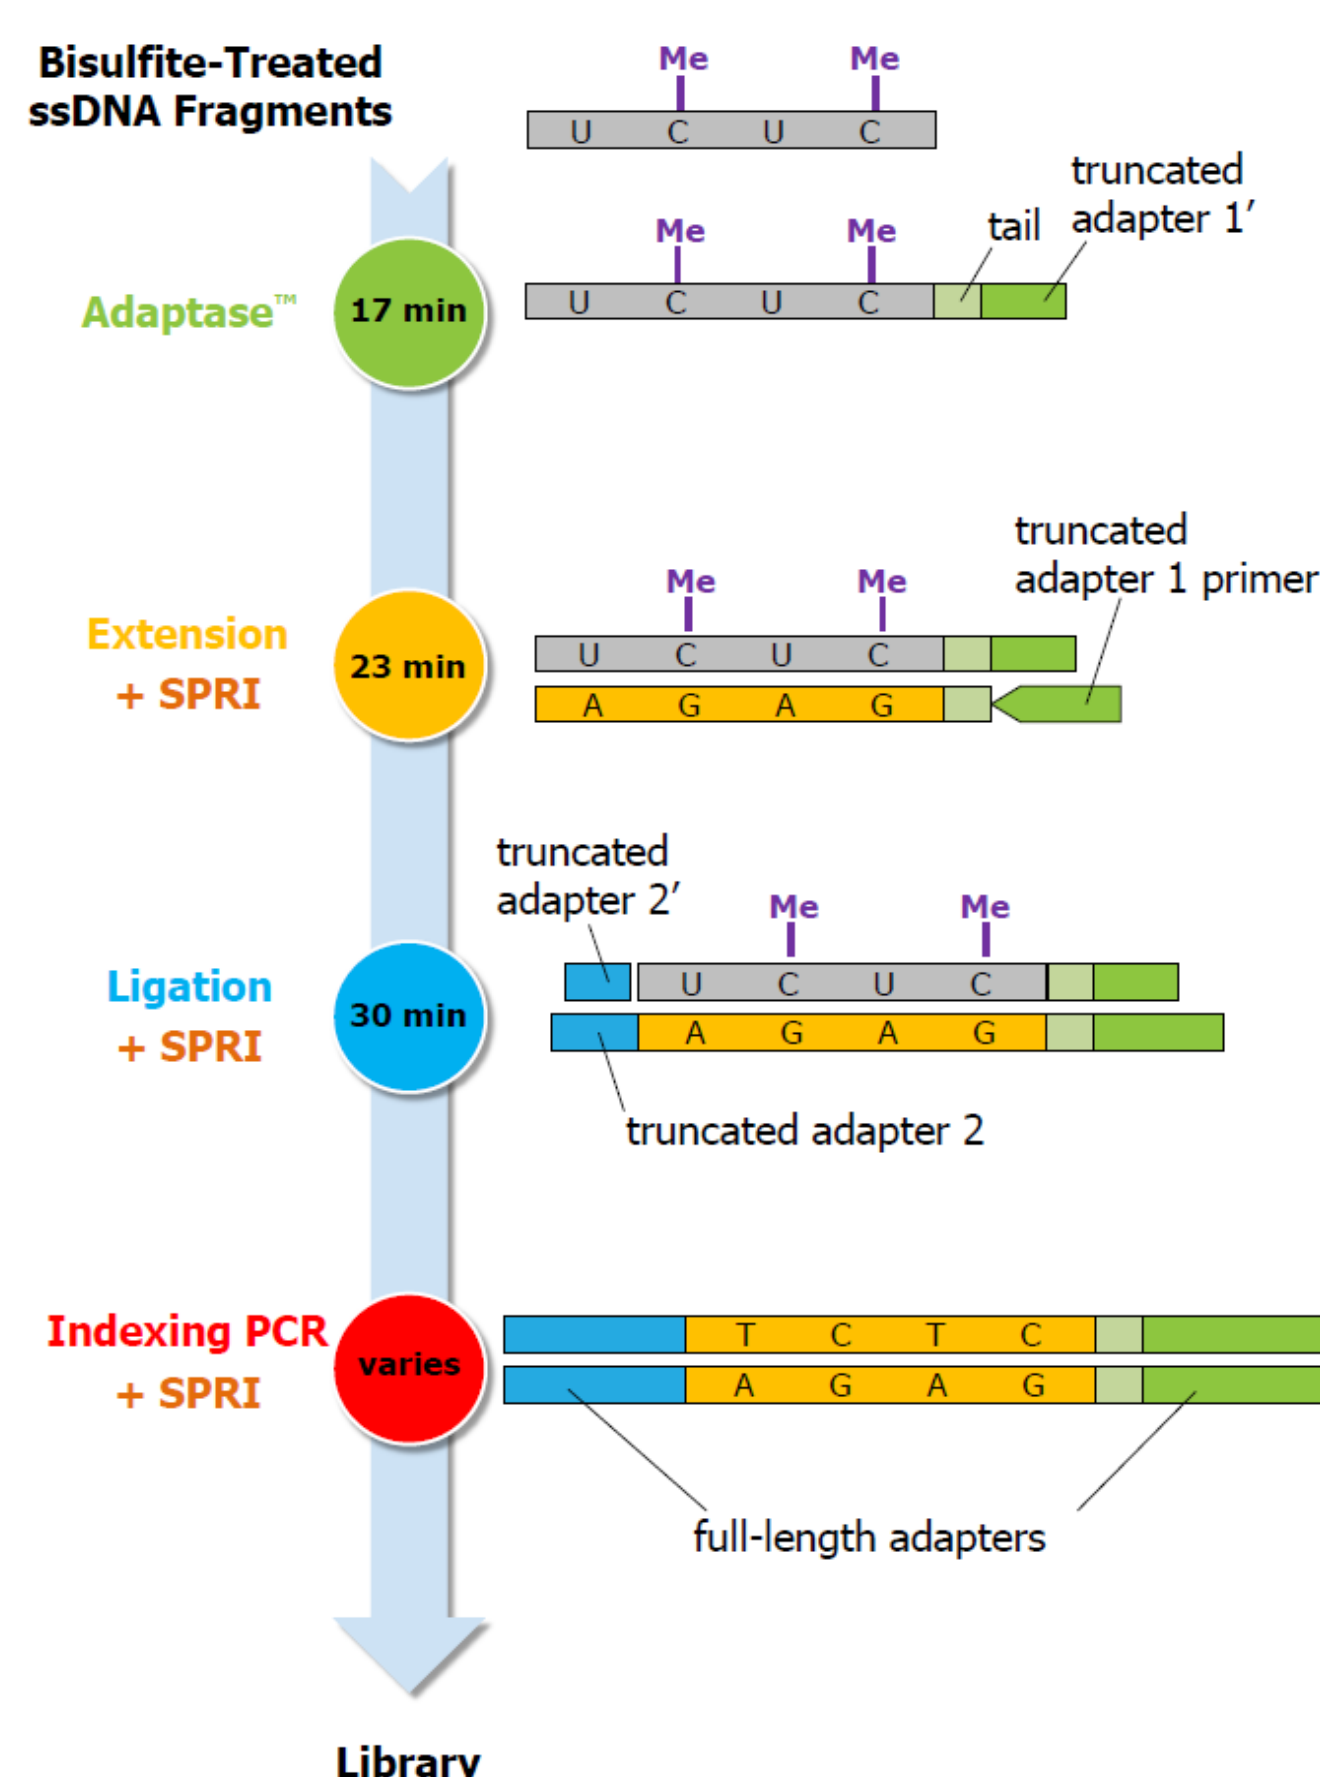 Bisulfite-Treated
ssDNA Fragments
Me Me
U C U C
truncated
adapter 1’
tail
Me Me
Adaptase™
17 min
U C U C
truncated
adapter 1 primer
Me Me
Extension
+ SPRI
23 min
U C U C
A G A G
truncated
adapter 2’
Me Me
Ligation
+ SPRI
30 min
U C U C
A G A G
truncated adapter 2
Indexing PCR
+ SPRI
varies
T C T C
A G A G
full-length adapters
Library